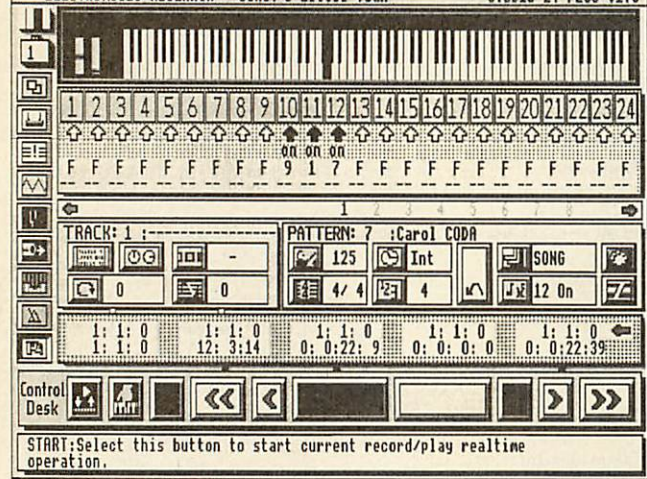 1
1 2 3 4 5 6 7 8 9 10 11 12 13 14 15 16 17 18 19 20 21 22 23 24
on on on
F F F F F F F F F 9 1 7 F F F F F F F F F F F F
-- -- -- -- -- -- -- -- -- -- -- -- -- -- -- -- -- -- -- -- -- -- -- --
1 2 3 4 5 6 7 8
TRACK: 1 :---------------- PATTERN: 7 :Carol CODA
- 125 Int SONG
0 0 4/ 4 4 12 On
1: 1: 0 1: 1: 0 1: 1: 0 1: 1: 0 1: 1: 0
1: 1: 0 12: 3:14 0: 0:22: 9 0: 0: 0: 0 0: 0:22:39
Control
Desk
START:Select this button to start current record/play realtime
operation.